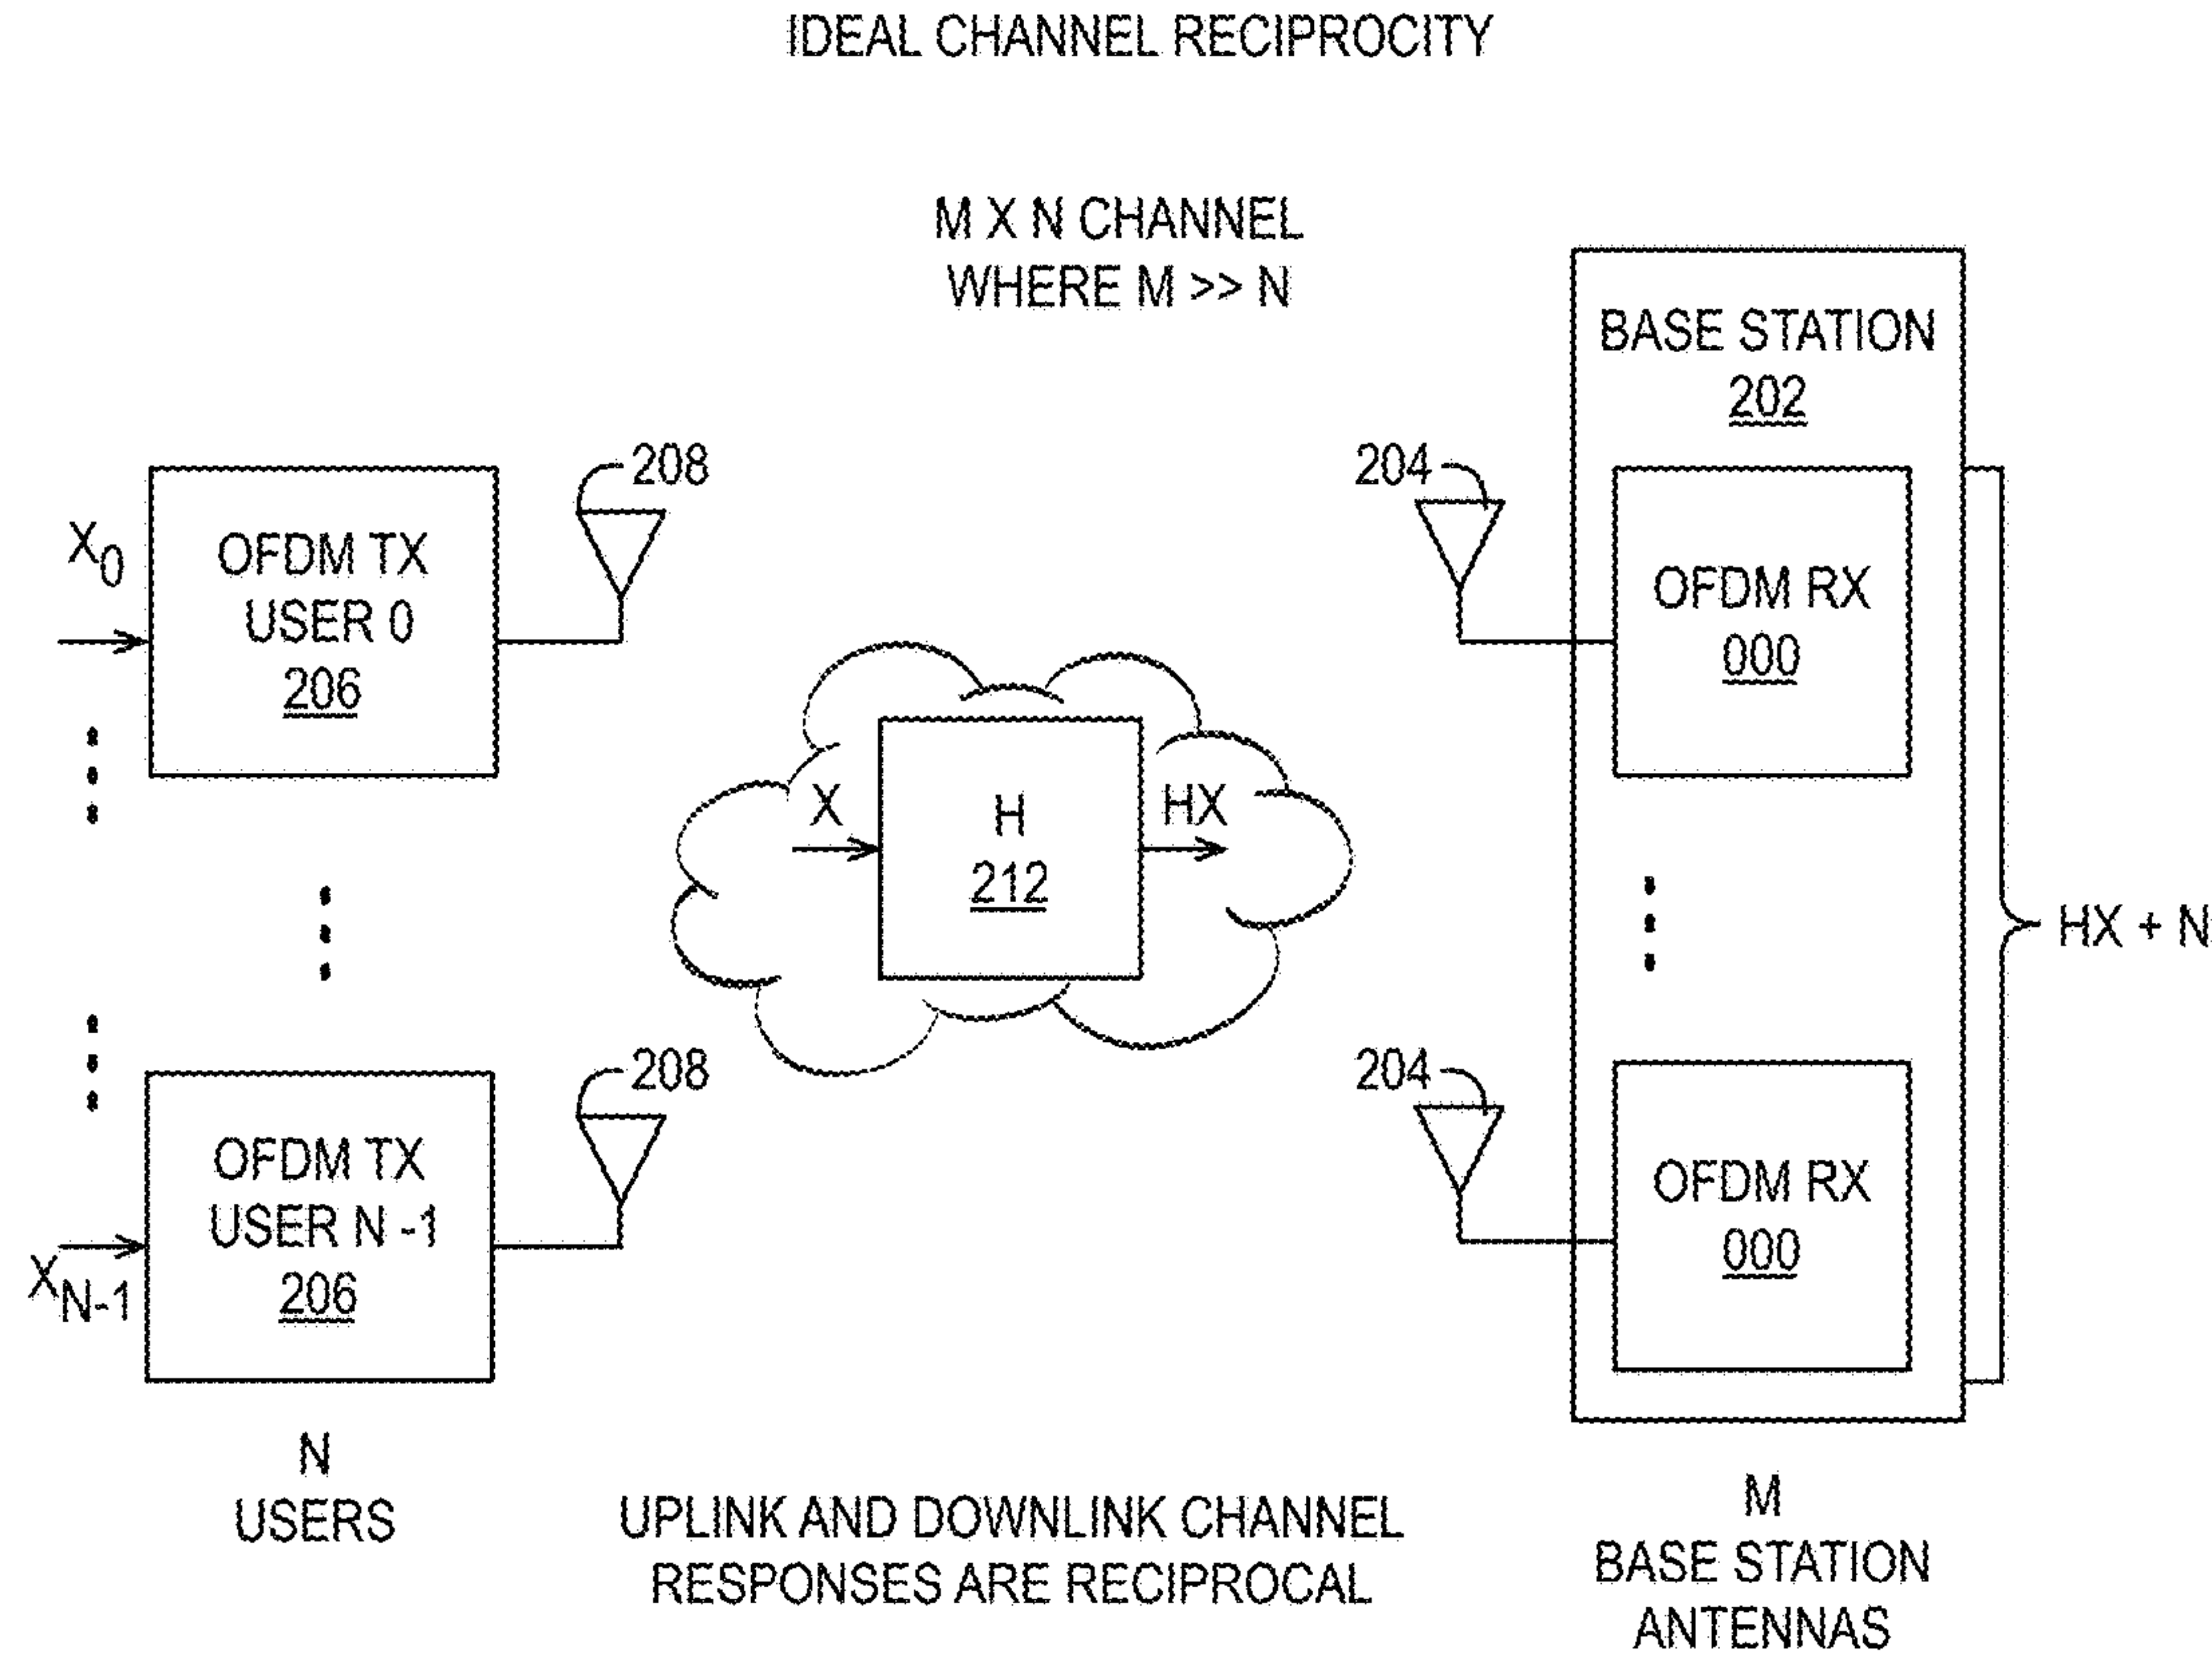 IDEAL CHANNEL RECIPROCITY
M X N CHANNEL
WHERE M >> N
BASE STATION
202
208
204
X0
OFDM TX
USER 0
206
OFDM RX
000
X
H
212
HX
HX + N
208
204
XN-1
OFDM TX
USER N -1
206
OFDM RX
000
N
USERS
UPLINK AND DOWNLINK CHANNEL
RESPONSES ARE RECIPROCAL
M
BASE STATION
ANTENNAS